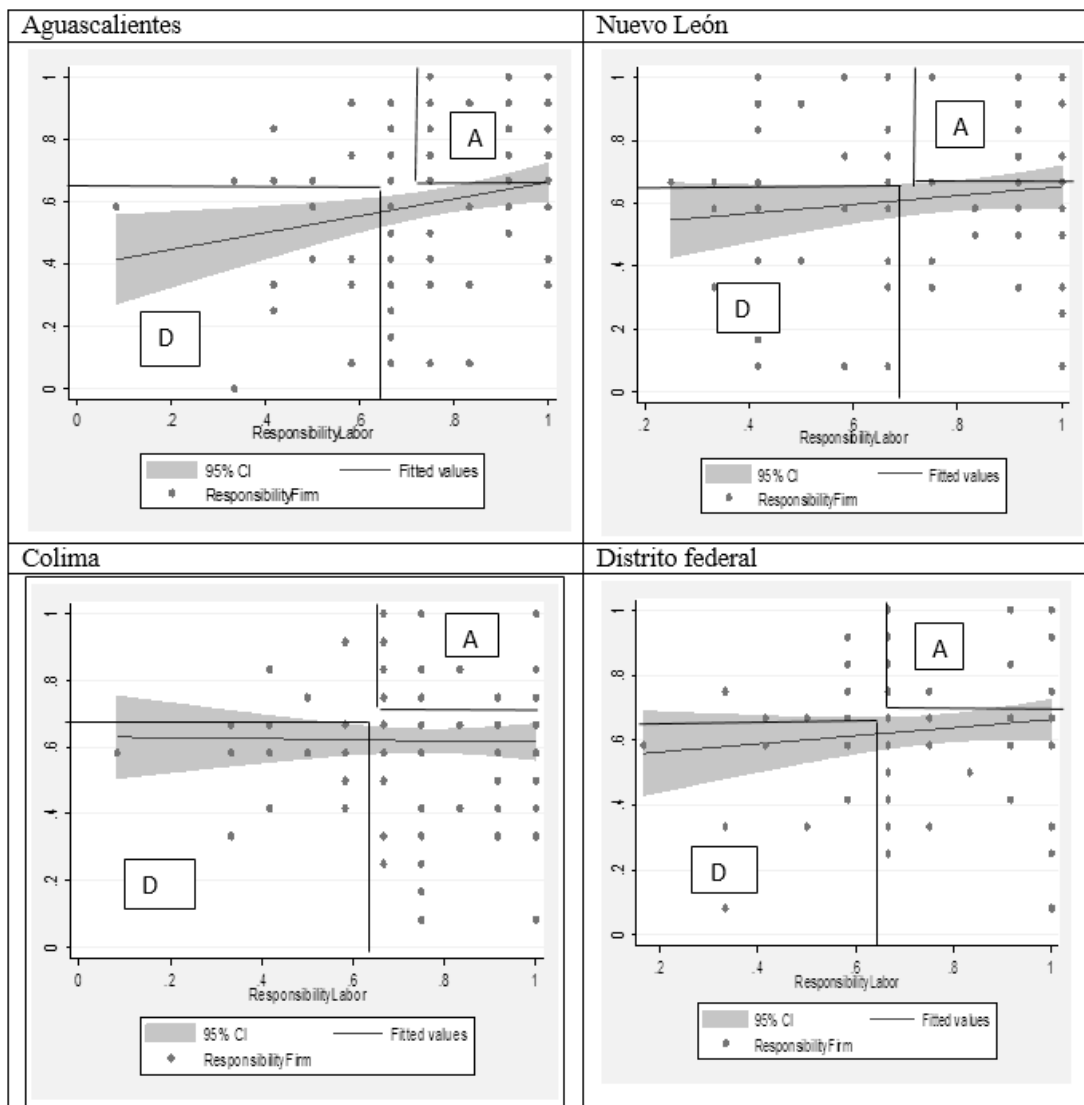 Aguascalientes
1
.8
.6
.4
.2
0
A
D
0 .2 .4 .6 .8 1
ResponsibilityLabor
95% CI Fitted values
ResponsibilityFirm
Nuevo León
1
.8
.6
.4
.2
0
A
D
.2 .4 .6 .8 1
ResponsibilityLabor
95% CI Fitted values
ResponsibilityFirm
Colima
1
.8
.6
.4
.2
0
A
D
0 .2 .4 .6 .8 1
ResponsibilityLabor
95% CI Fitted values
ResponsibilityFirm
Distrito federal
1
.8
.6
.4
.2
0
A
D
.2 .4 .6 .8 1
ResponsibilityLabor
95% CI Fitted values
ResponsibilityFirm